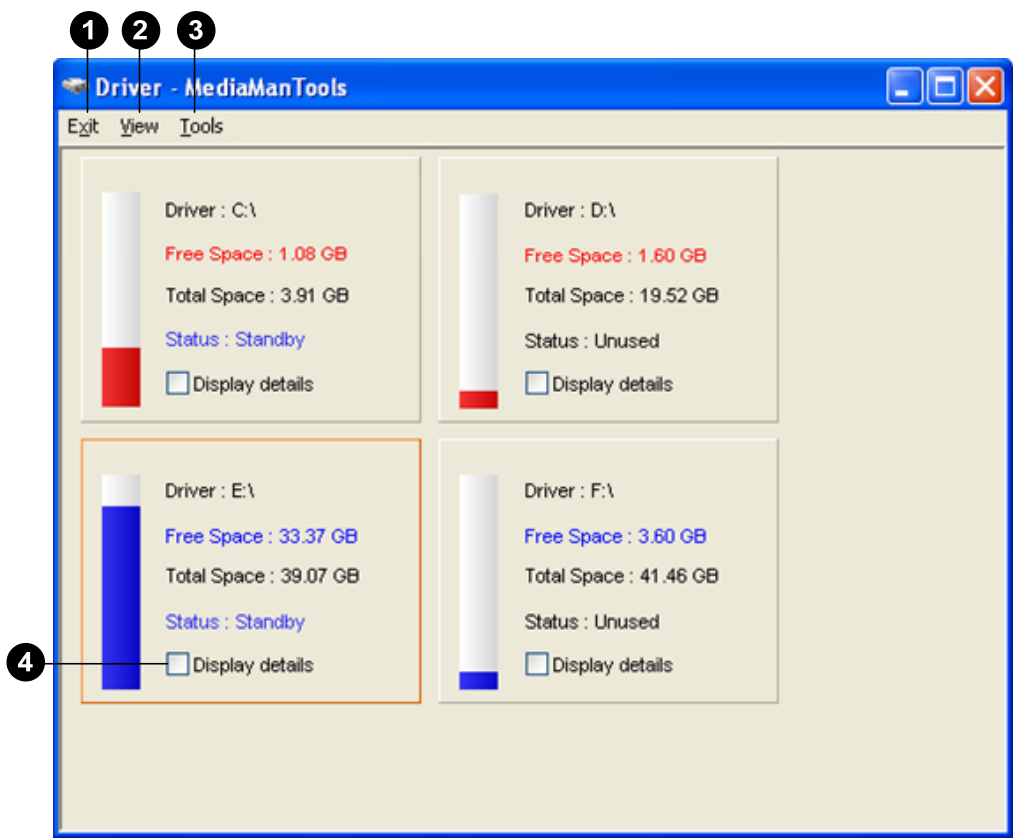 1 2 3
Driver - MediaManTools
Exit View Tools
Driver : C:\
Free Space : 1.08 GB
Total Space : 3.91 GB
Status : Standby
Display details
Driver : D:\
Free Space : 1.60 GB
Total Space : 19.52 GB
Status : Unused
Display details
Driver : E:\
Free Space : 33.37 GB
Total Space : 39.07 GB
Status : Standby
4 Display details
Driver : F:\
Free Space : 3.60 GB
Total Space : 41.46 GB
Status : Unused
Display details